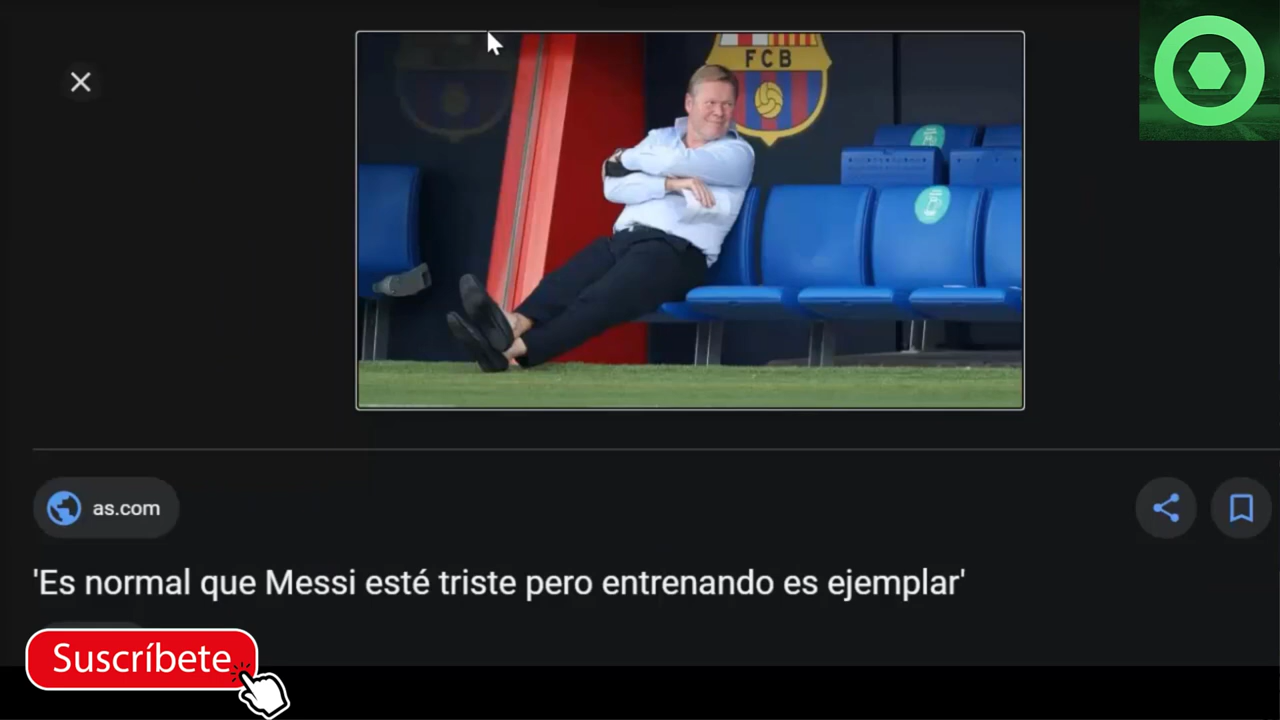 FCB
as.com
'Es normal que Messi esté triste pero entrenando es ejemplar'
Suscríbete